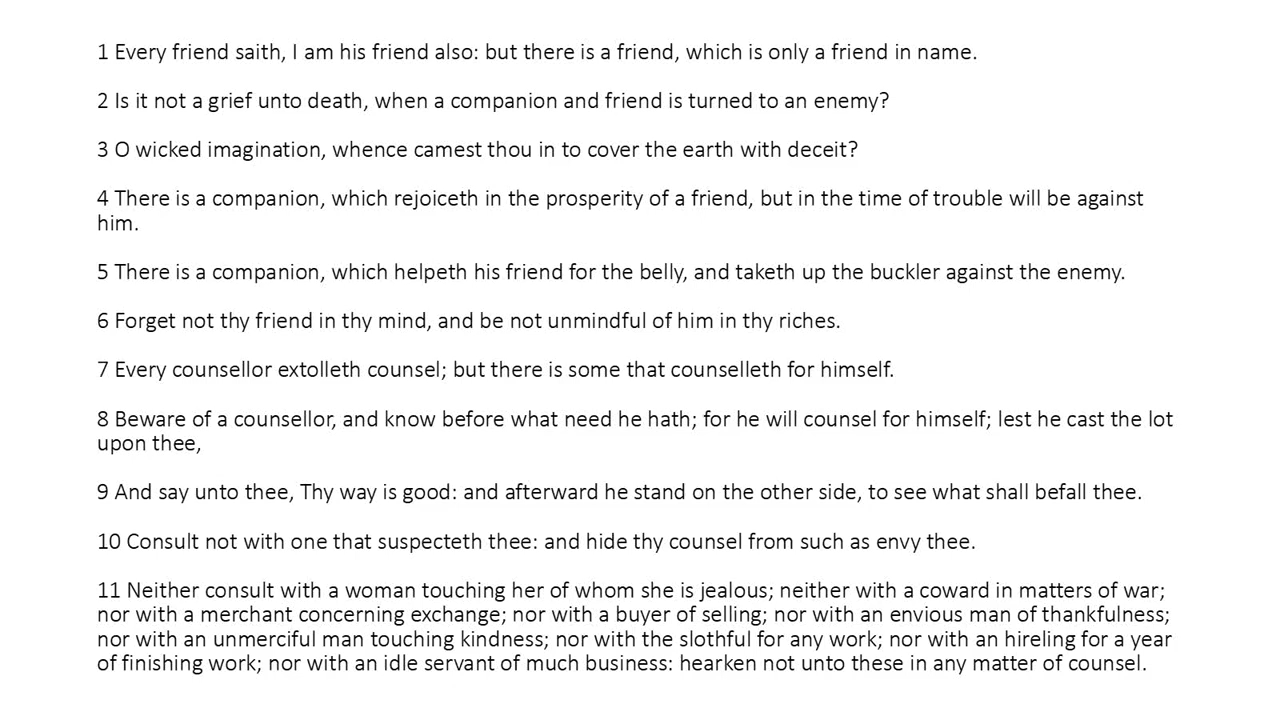 1 Every friend saith, I am his friend also: but there is a friend, which is only a friend in name.
2 Is it not a grief unto death, when a companion and friend is turned to an enemy?
3 O wicked imagination, whence camest thou in to cover the earth with deceit?
4 There is a companion, which rejoiceth in the prosperity of a friend, but in the time of trouble will be against
him.
5 There is a companion, which helpeth his friend for the belly, and taketh up the buckler against the enemy.
6 Forget not thy friend in thy mind, and be not unmindful of him in thy riches.
7 Every counsellor extolleth counsel; but there is some that counselleth for himself.
8 Beware of a counsellor, and know before what need he hath; for he will counsel for himself; lest he cast the lot
upon thee,
9 And say unto thee, Thy way is good: and afterward he stand on the other side, to see what shall befall thee.
10 Consult not with one that suspecteth thee: and hide thy counsel from such as envy thee.
11 Neither consult with a woman touching her of whom she is jealous; neither with a coward in matters of war;
nor with a merchant concerning exchange; nor with a buyer of selling; nor with an envious man of thankfulness;
nor with an unmerciful man touching kindness; nor with the slothful for any work; nor with an hireling for a year
of finishing work; nor with an idle servant of much business: hearken not unto these in any matter of counsel.